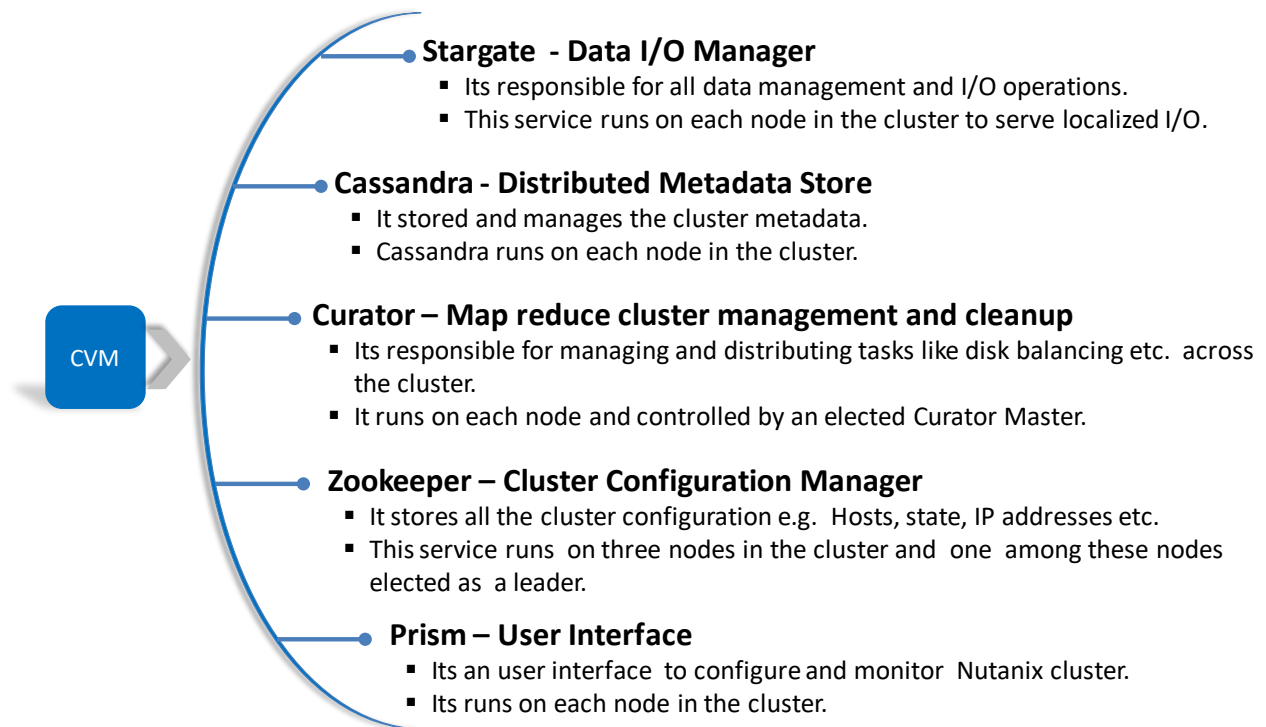 Stargate - Data I/O Manager
▪ Its responsible for all data management and I/O operations.
▪ This service runs on each node in the cluster to serve localized I/O.
Cassandra - Distributed Metadata Store
▪ It stored and manages the cluster metadata.
▪ Cassandra runs on each node in the cluster.
Curator – Map reduce cluster management and cleanup
▪ Its responsible for managing and distributing tasks like disk balancing etc. across
the cluster.
▪ It runs on each node and controlled by an elected Curator Master.
CVM
Zookeeper – Cluster Configuration Manager
▪ It stores all the cluster configuration e.g. Hosts, state, IP addresses etc.
▪ This service runs on three nodes in the cluster and one among these nodes
elected as a leader.
Prism – User Interface
▪ Its an user interface to configure and monitor Nutanix cluster.
▪ Its runs on each node in the cluster.